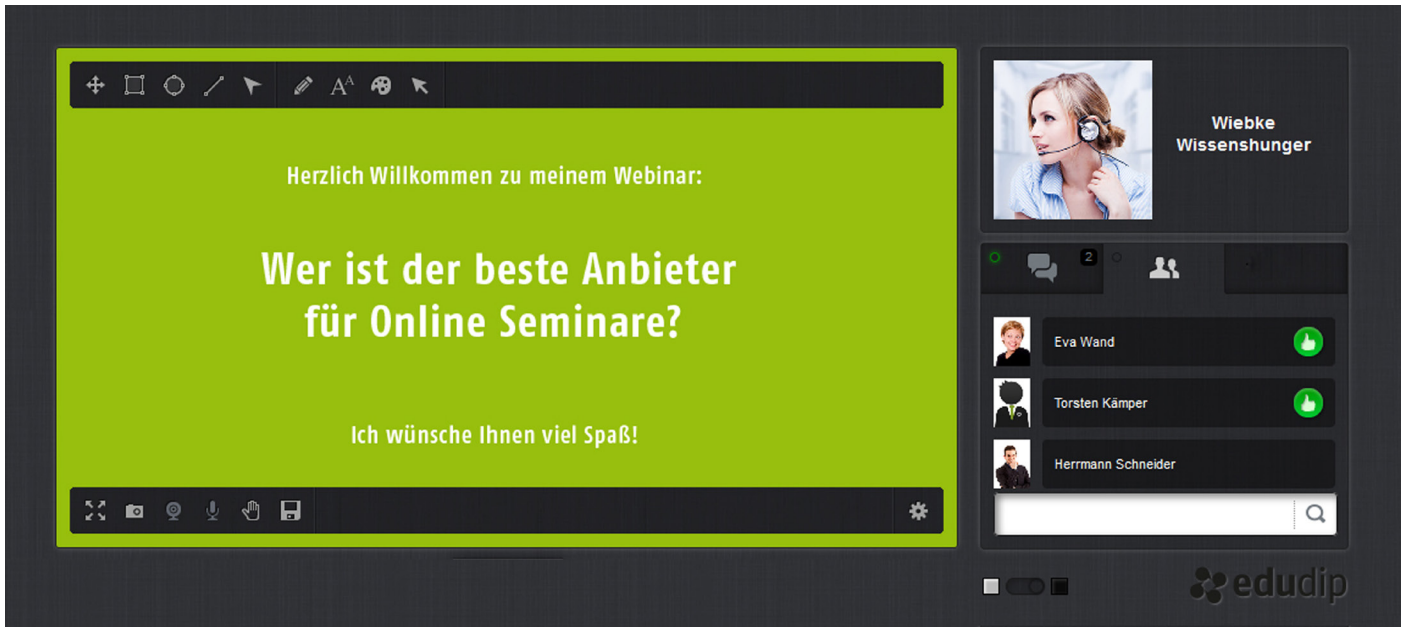 Herzlich Willkommen zu meinem Webinar:
Wer ist der beste Anbieter
für Online Seminare?
Ich wünsche Ihnen viel Spaß!
Wiebke
Wissenshunger
2
Eva Wand
Torsten Kämper
Herrmann Schneider
edudip